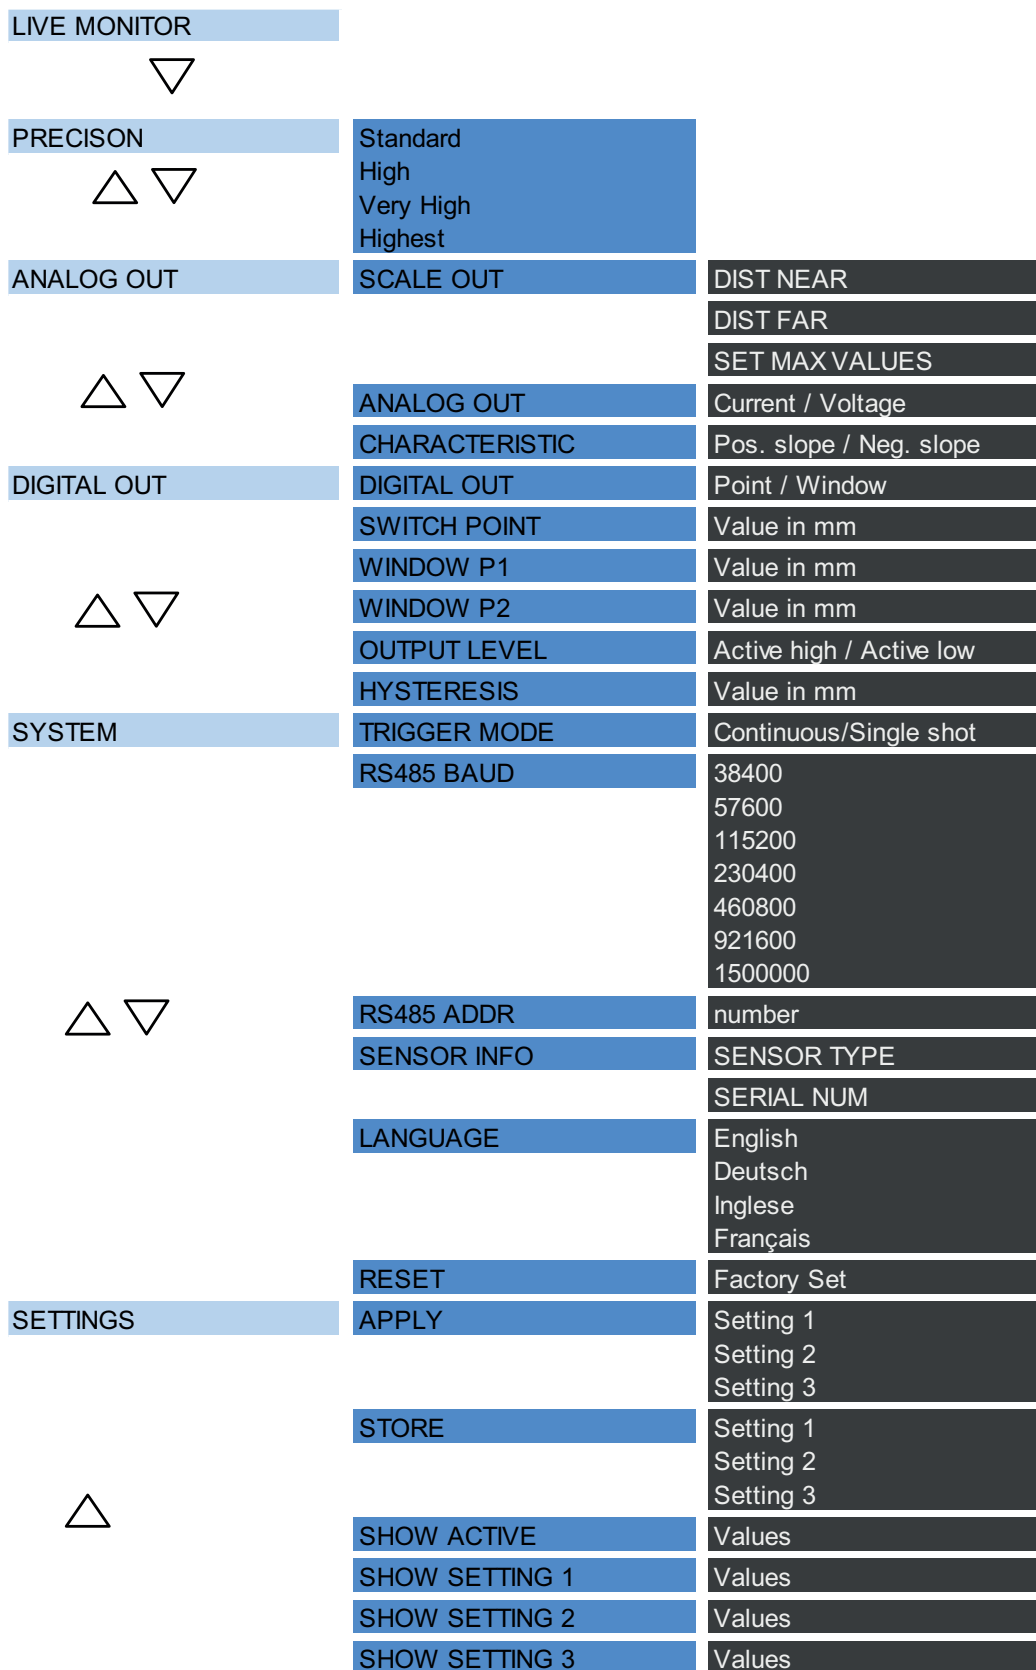 LIVE MONITOR
PRECISON Standard
High
Very High
Highest
ANALOG OUT SCALE OUT DIST NEAR
DIST FAR
SET MAX VALUES
ANALOG OUT Current / Voltage
CHARACTERISTIC Pos. slope / Neg. slope
DIGITAL OUT DIGITAL OUT Point / Window
SWITCH POINT Value in mm
WINDOW P1 Value in mm
WINDOW P2 Value in mm
OUTPUT LEVEL Active high / Active low
HYSTERESIS Value in mm
SYSTEM TRIGGER MODE Continuous/Single shot
RS485 BAUD 38400
57600
115200
230400
460800
921600
1500000
RS485 ADDR number
SENSOR INFO SENSOR TYPE
SERIAL NUM
LANGUAGE English
Deutsch
Inglese
Français
RESET Factory Set
SETTINGS APPLY Setting 1
Setting 2
Setting 3
STORE Setting 1
Setting 2
Setting 3
SHOW ACTIVE Values
SHOW SETTING 1 Values
SHOW SETTING 2 Values
SHOW SETTING 3 Values